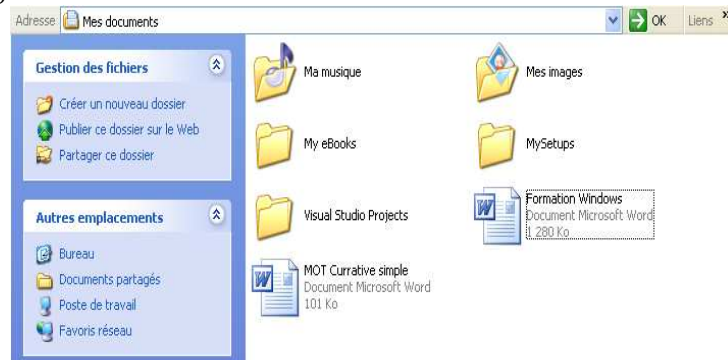 Adresse Mes documents OK Liens »
Gestion des fichiers
Créer un nouveau dossier
Publier ce dossier sur le Web
Partager ce dossier
Autres emplacements
Bureau
Documents partagés
Poste de travail
Favoris réseau
Ma musique
Mes images
My eBooks
MySetups
Visual Studio Projects
Formation Windows
Document Microsoft Word
1 280 Ko
MOT Currative simple
Document Microsoft Word
101 Ko